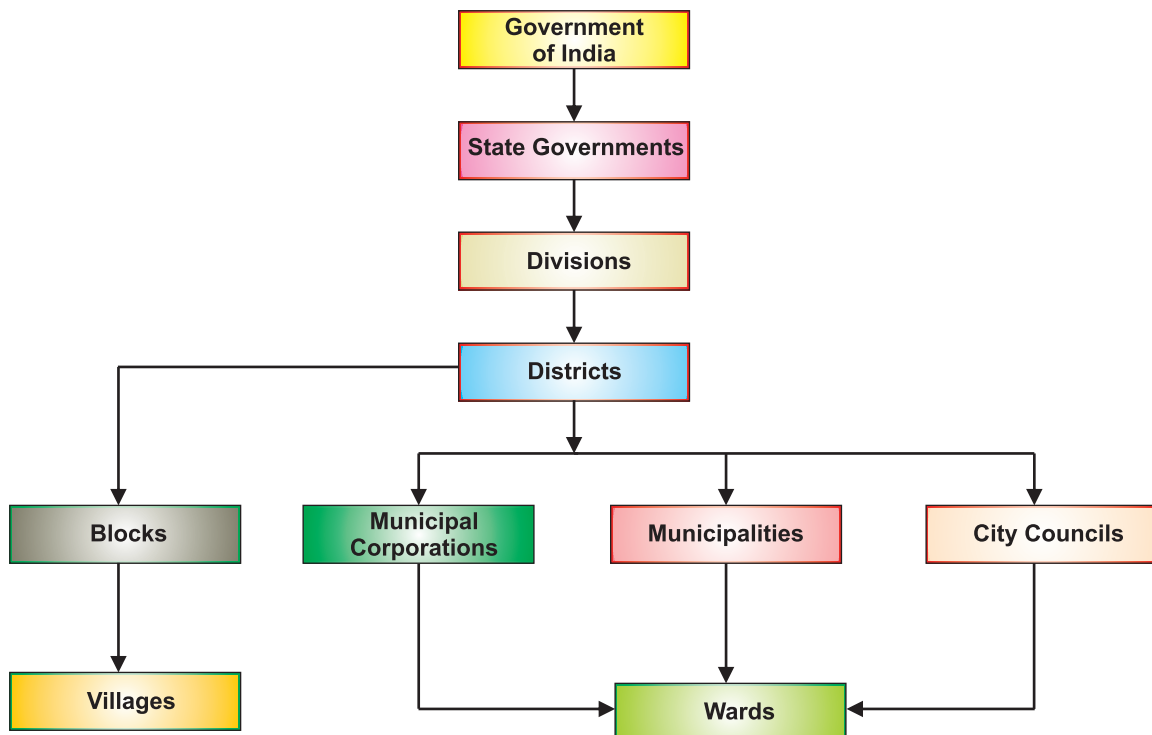 Government
of India
State Governments
Divisions
Districts
Blocks
Municipal
Corporations
Municipalities
City Councils
Villages
Wards